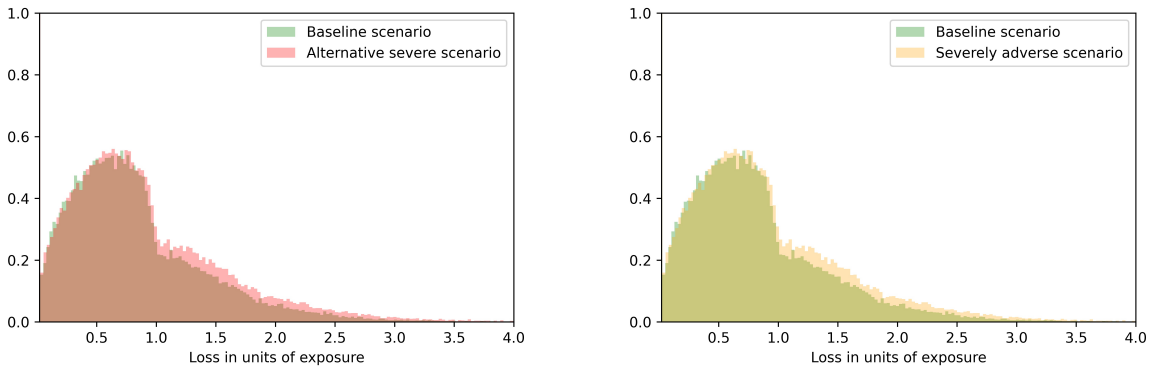 1.0
0.8
0.6
0.4
0.2
0.0
0.5 1.0 1.5 2.0 2.5 3.0 3.5 4.0
Loss in units of exposure
Baseline scenario
Alternative severe scenario
1.0
0.8
0.6
0.4
0.2
0.0
0.5 1.0 1.5 2.0 2.5 3.0 3.5 4.0
Loss in units of exposure
Baseline scenario
Severely adverse scenario